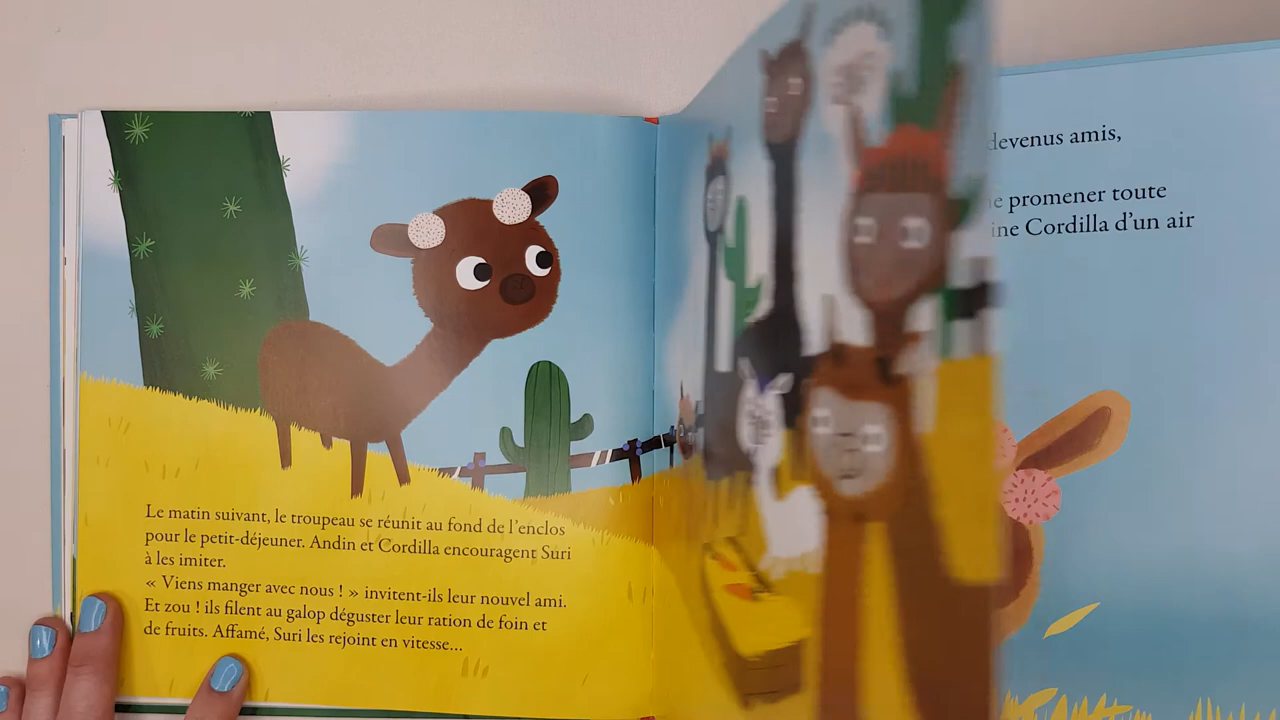 Le matin suivant, le troupeau se réunit au fond de l'enclos
pour le petit-déjeuner. Andin et Cordilla encouragent Suri
à les imiter.
« Viens manger avec nous ! » invitent-ils leur nouvel ami.
Et zou ! ils filent au galop déguster leur ration de foin et
de fruits. Affamé, Suri les rejoint en vitesse...
devenus amis,
promener toute
Cordilla d'un air